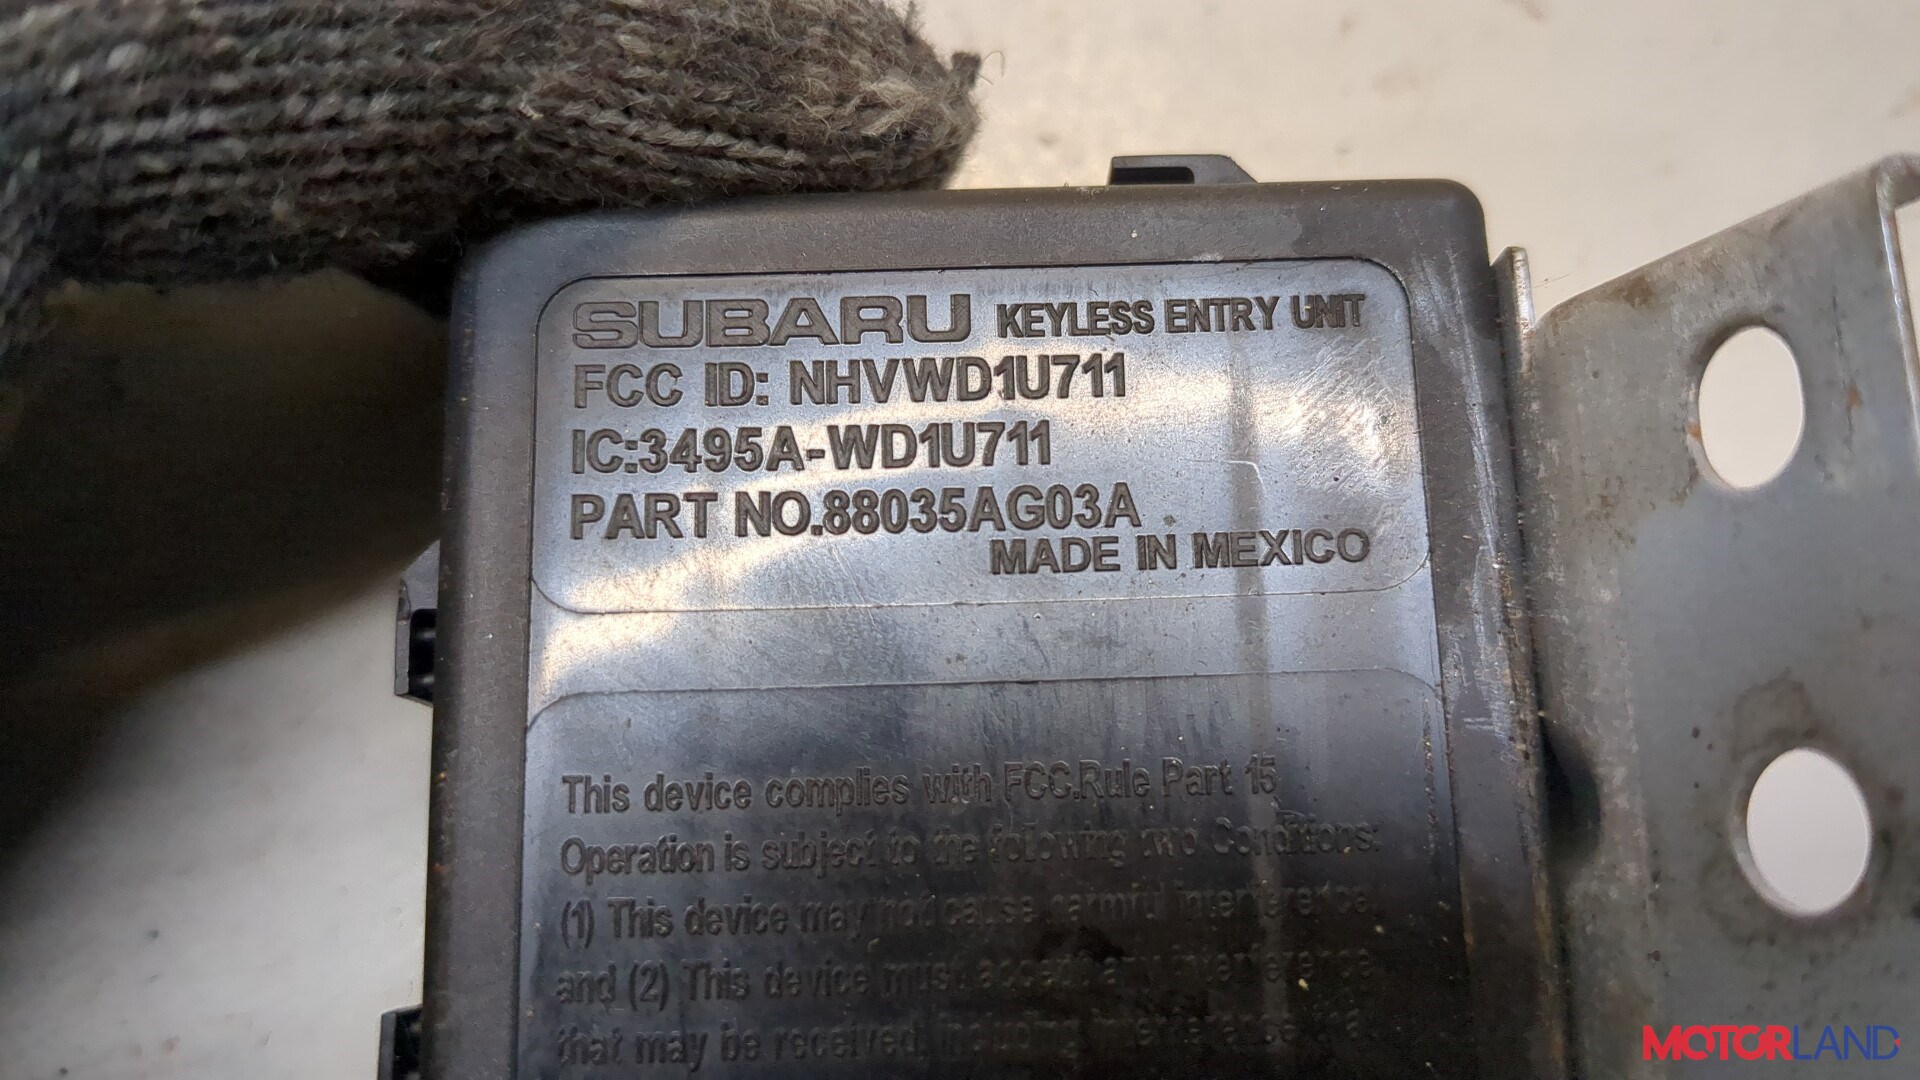 SUBARU KEYLESS ENTRY UNIT
FCC ID: NHVWD1U711
IC:3495A-WD1U711
PART NO.88035AG03A
MADE IN MEXICO
This device complies with FCC.Rule Part 15
Operation is subject to the following two Conditions:
(1) This device may not cause harmful interference,
and (2) This device must accept any interference
that may be received, including interference that
MOTORLAND